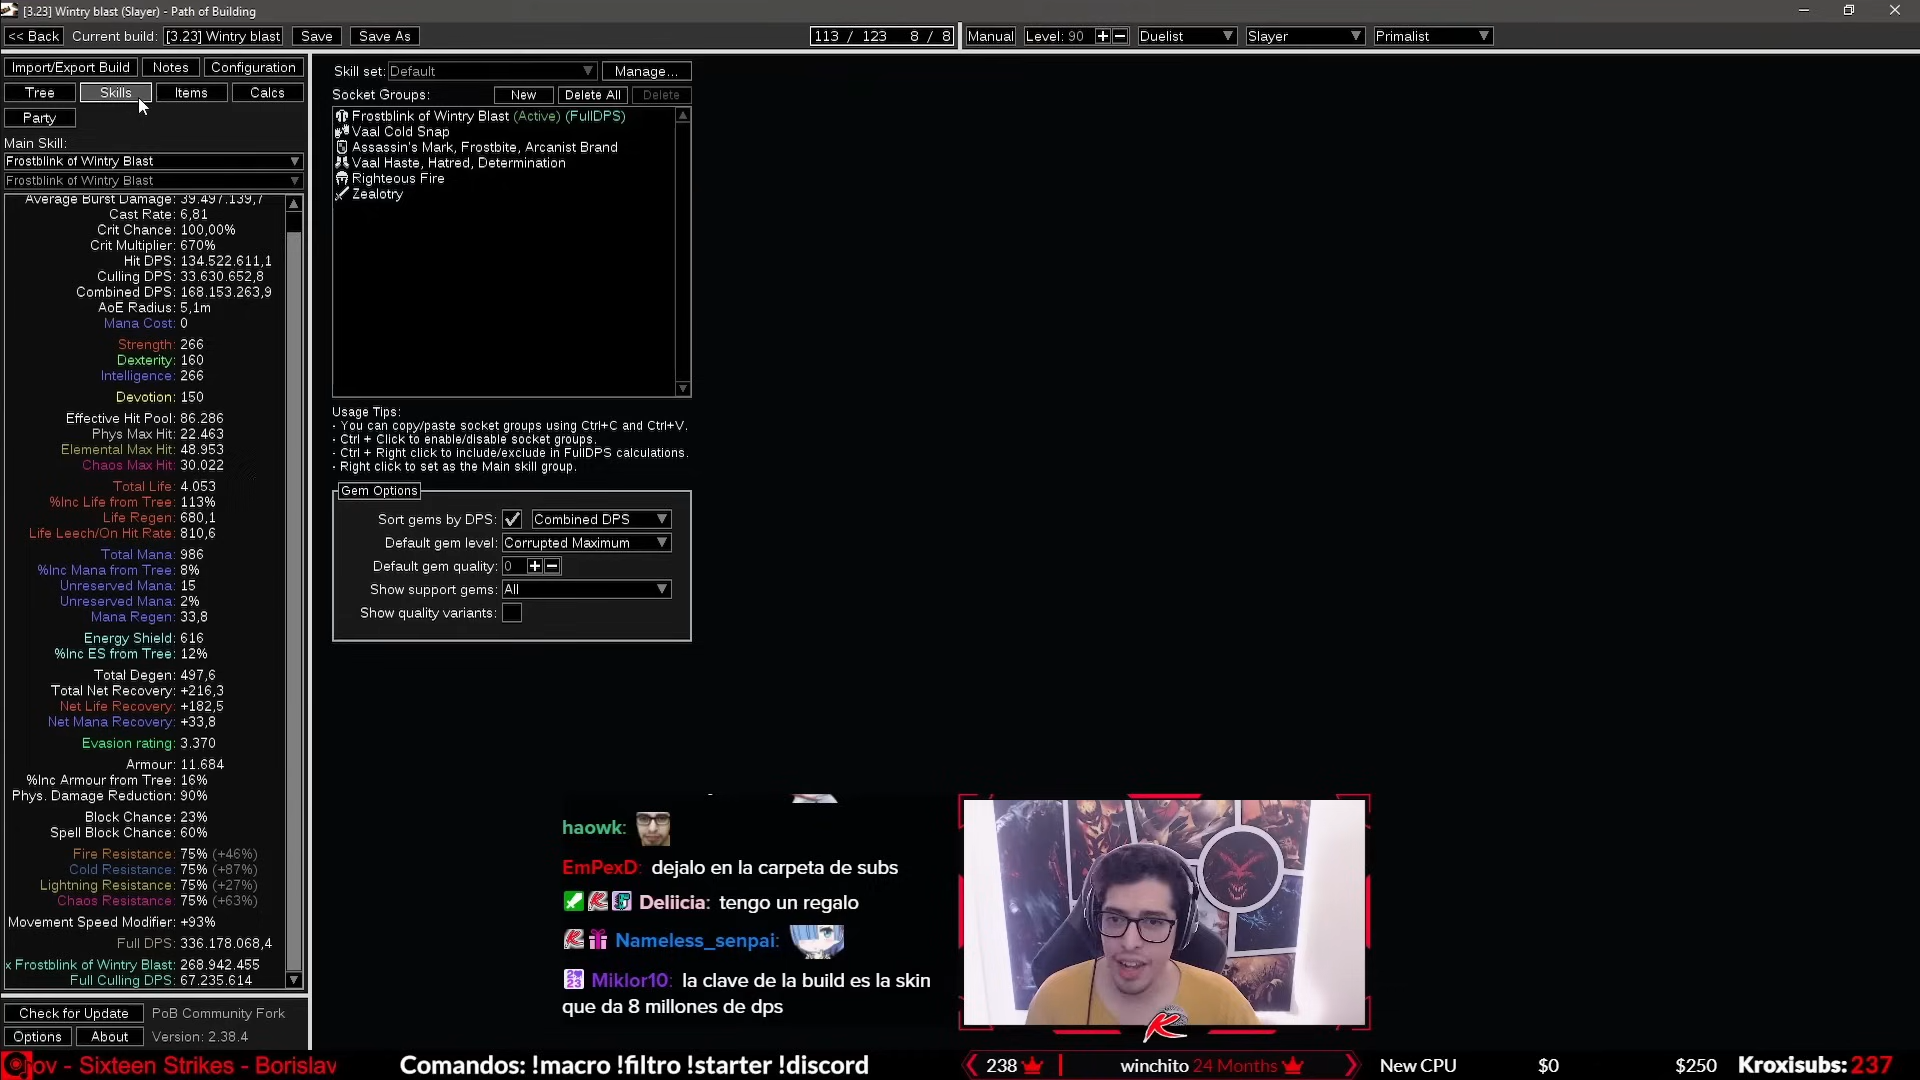 [3.23] Wintry blast (Slayer) - Path of Building
<< Back Current build: [3.23] Wintry blast Save Save As 113 / 123 8 / 8 Manual Level: 90 + − Duelist Slayer Primalist
Import/Export Build Notes Configuration
Tree Skills Items Calcs
Party
Main Skill:
Frostblink of Wintry Blast
Frostblink of Wintry Blast
Average Burst Damage: 39.497.139,7
Cast Rate: 6,81
Crit Chance: 100,00%
Crit Multiplier: 670%
Hit DPS: 134.522.611,1
Culling DPS: 33.630.652,8
Combined DPS: 168.153.263,9
AoE Radius: 5,1m
Mana Cost: 0
Strength: 266
Dexterity: 160
Intelligence: 266
Devotion: 150
Effective Hit Pool: 86.286
Phys Max Hit: 22.463
Elemental Max Hit: 48.953
Chaos Max Hit: 30.022
Total Life: 4.053
%Inc Life from Tree: 113%
Life Regen: 680,1
Life Leech/On Hit Rate: 810,6
Total Mana: 986
%Inc Mana from Tree: 8%
Unreserved Mana: 15
Unreserved Mana: 2%
Mana Regen: 33,8
Energy Shield: 616
%Inc ES from Tree: 12%
Total Degen: 497,6
Total Net Recovery: +216,3
Net Life Recovery: +182,5
Net Mana Recovery: +33,8
Evasion rating: 3.370
Armour: 11.684
%Inc Armour from Tree: 16%
Phys. Damage Reduction: 90%
Block Chance: 23%
Spell Block Chance: 60%
Fire Resistance: 75% (+46%)
Cold Resistance: 75% (+87%)
Lightning Resistance: 75% (+27%)
Chaos Resistance: 75% (+63%)
Movement Speed Modifier: +93%
Full DPS: 336.178.068,4
x Frostblink of Wintry Blast: 268.942.455
Full Culling DPS: 67.235.614
Check for Update PoB Community Fork
Options About Version: 2.38.4
Skill set: Default Manage...
Socket Groups: New Delete All Delete
Frostblink of Wintry Blast (Active) (FullDPS)
Vaal Cold Snap
Assassin's Mark, Frostbite, Arcanist Brand
Vaal Haste, Hatred, Determination
Righteous Fire
Zealotry
Usage Tips:
- You can copy/paste socket groups using Ctrl+C and Ctrl+V.
- Ctrl + Click to enable/disable socket groups.
- Ctrl + Right click to include/exclude in FullDPS calculations.
- Right click to set as the Main skill group.
Gem Options
Sort gems by DPS: Combined DPS
Default gem level: Corrupted Maximum
Default gem quality: 0 + −
Show support gems: All
Show quality variants:
haowk:
EmPexD: dejalo en la carpeta de subs
Deliicia: tengo un regalo
Nameless_senpai:
Miklor10: la clave de la build es la skin
que da 8 millones de dps
ov - Sixteen Strikes - Borislav Comandos: !macro !filtro !starter !discord 238 winchito 24 Months New CPU $0 $250 Kroxisubs: 237